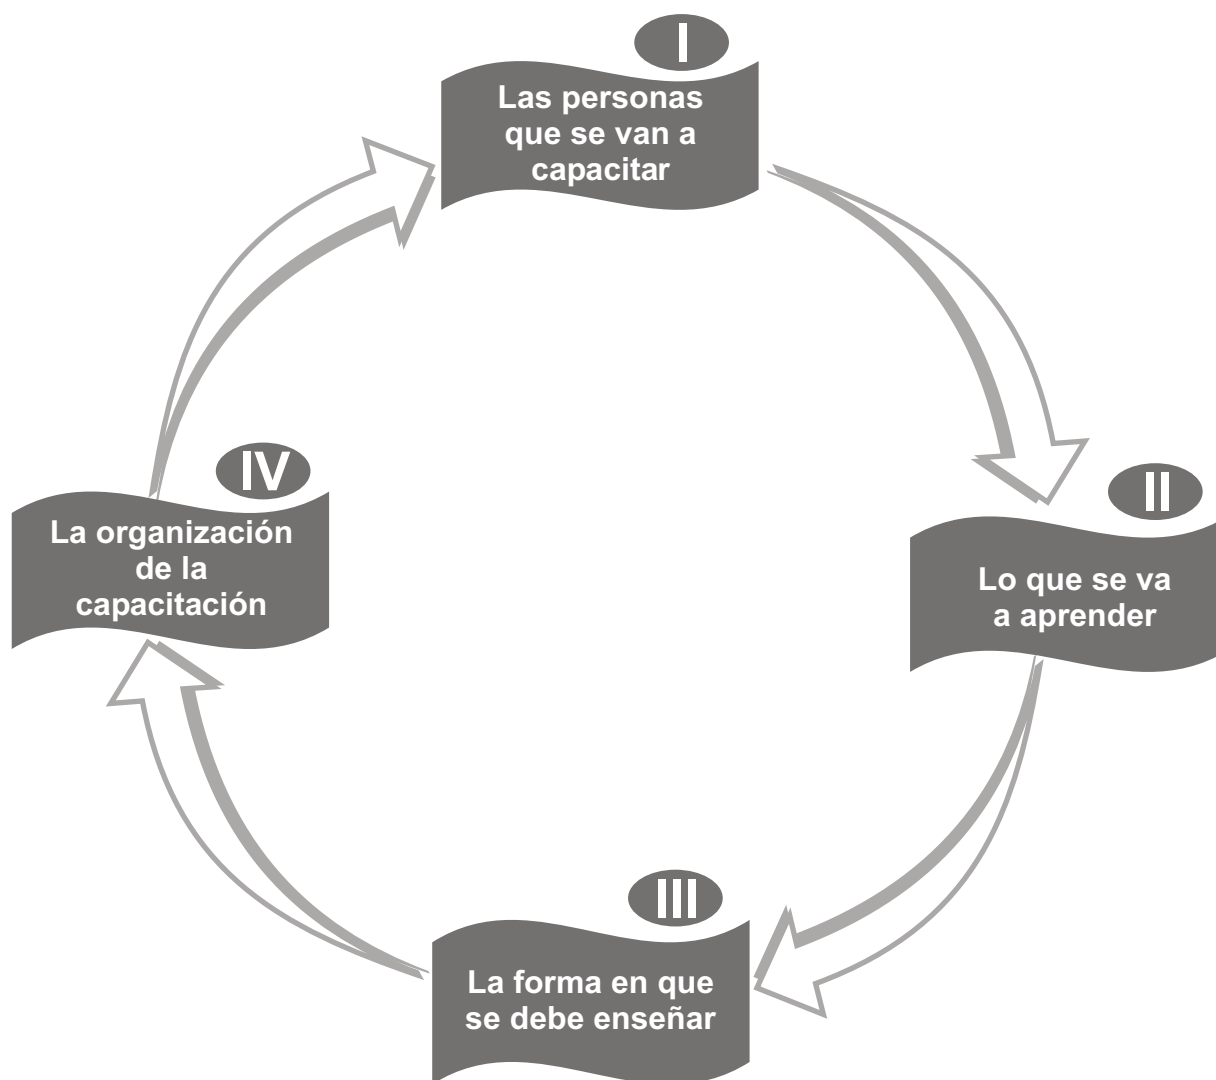 I
Las personas
que se van a
capacitar
II
Lo que se va
a aprender
III
La forma en que
se debe enseñar
IV
La organización
de la
capacitación